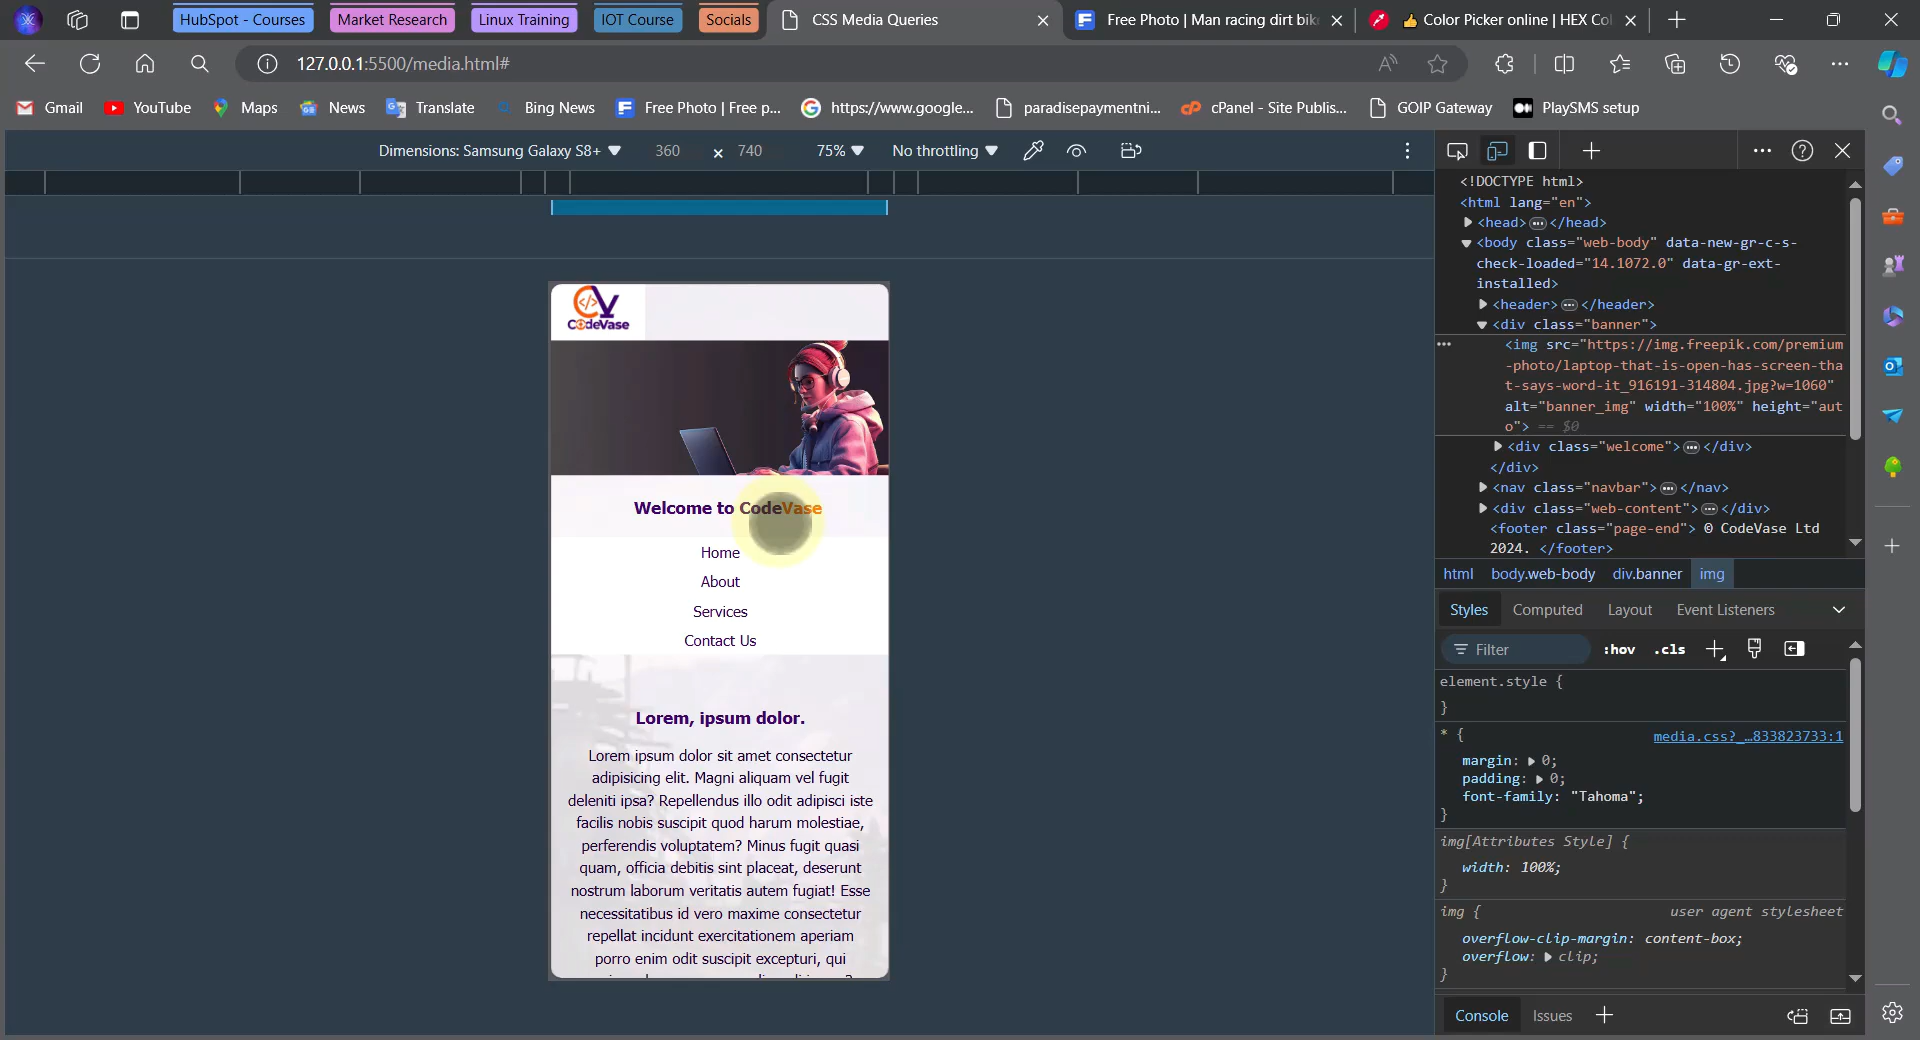 HubSpot - Courses
Market Research
Linux Training
IOT Course
Socials
CSS Media Queries
Free Photo | Man racing dirt bik
Color Picker online | HEX Col
127.0.0.1:5500/media.html#
Gmail
YouTube
Maps
News
Translate
Bing News
Free Photo | Free p...
https://www.google...
paradisepaymentni...
cPanel - Site Publis...
GOIP Gateway
PlaySMS setup
Dimensions: Samsung Galaxy S8+
360
x
740
75%
No throttling
CodeVase
Welcome to CodeVase
Home
About
Services
Contact Us
Lorem, ipsum dolor.
Lorem ipsum dolor sit amet consectetur
adipisicing elit. Magni aliquam vel fugit
deleniti ipsa? Repellendus illo odit adipisci iste
facilis nobis suscipit quod harum molestiae,
perferendis voluptatem? Minus fugit quasi
quam, officia debitis sint placeat, deserunt
nostrum laborum veritatis autem fugiat! Esse
necessitatibus id vero maxime consectetur
repellat incidunt exercitationem aperiam
porro enim odit suscipit excepturi, qui
<!DOCTYPE html>
<html lang="en">
<head> ... </head>
<body class="web-body" data-new-gr-c-s-
check-loaded="14.1072.0" data-gr-ext-
installed>
<header> ... </header>
<div class="banner">
<img src="https://img.freepik.com/premium
-photo/laptop-that-is-open-has-screen-tha
t-says-word-it_916191-314804.jpg?w=1060"
alt="banner_img" width="100%" height="aut
o"> == $0
<div class="welcome"> ... </div>
</div>
<nav class="navbar"> ... </nav>
<div class="web-content"> ... </div>
<footer class="page-end"> © CodeVase Ltd
2024. </footer>
html
body.web-body
div.banner
img
Styles
Computed
Layout
Event Listeners
Filter
:hov
.cls
element.style {
}
* {
media.css?_…833823733:1
margin: 0;
padding: 0;
font-family: "Tahoma";
}
img[Attributes Style] {
width: 100%;
}
img {
user agent stylesheet
overflow-clip-margin: content-box;
overflow: clip;
}
Console
Issues